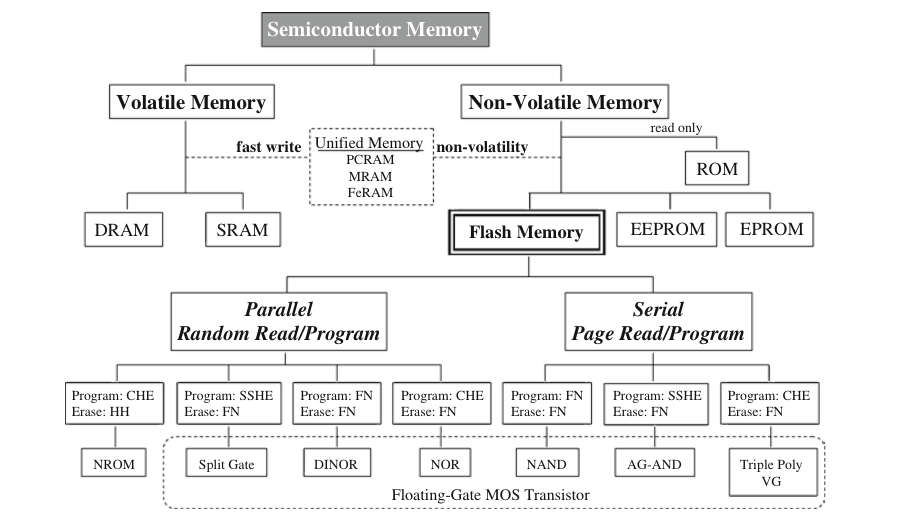 Semiconductor Memory
Volatile Memory
Non-Volatile Memory
read only
fast write
Unified Memory
PCRAM
MRAM
FeRAM
non-volatility
ROM
DRAM
SRAM
Flash Memory
EEPROM
EPROM
Parallel
Random Read/Program
Serial
Page Read/Program
Program: CHE
Erase: HH
Program: SSHE
Erase: FN
Program: FN
Erase: FN
Program: CHE
Erase: FN
Program: FN
Erase: FN
Program: SSHE
Erase: FN
Program: CHE
Erase: FN
NROM
Split Gate
DINOR
NOR
NAND
AG-AND
Triple Poly
VG
Floating-Gate MOS Transistor